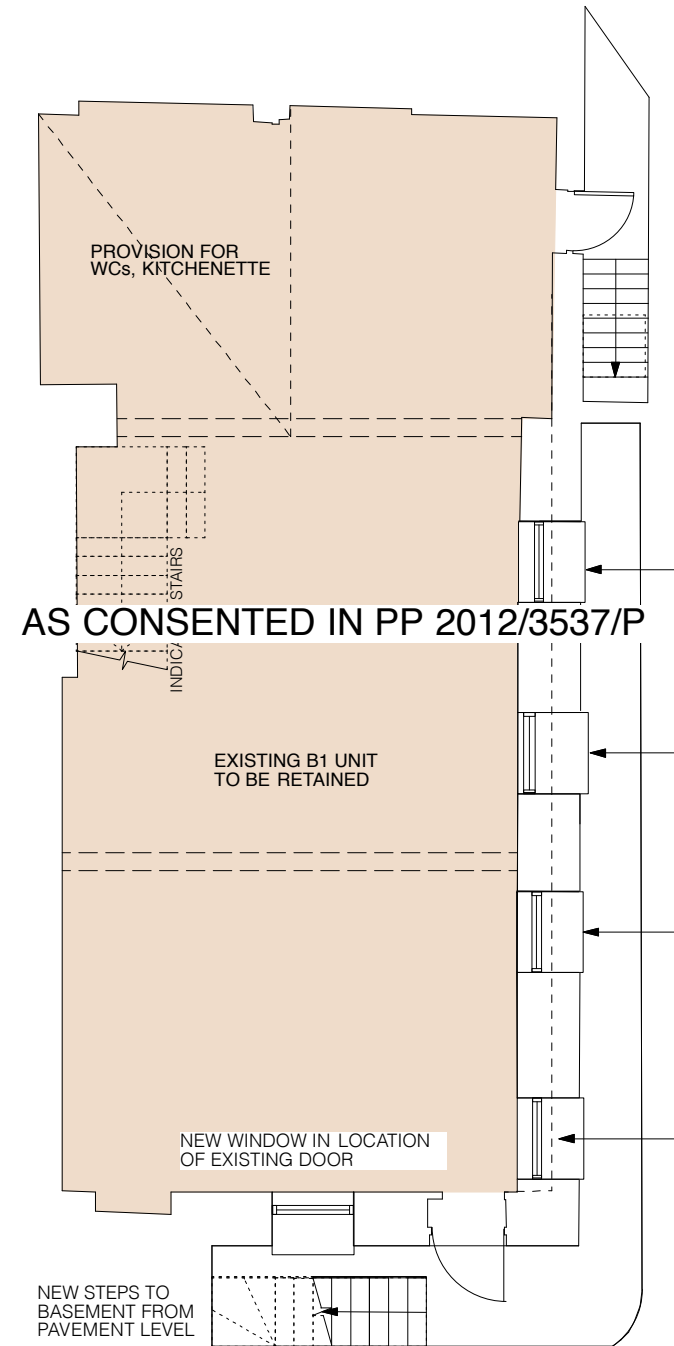 PROVISION FOR
WCs, KITCHENETTE
STAIRS
AS CONSENTED IN PP 2012/3537/P
EXISTING B1 UNIT
TO BE RETAINED
NEW WINDOW IN LOCATION
OF EXISTING DOOR
NEW STEPS TO
BASEMENT FROM
PAVEMENT LEVEL